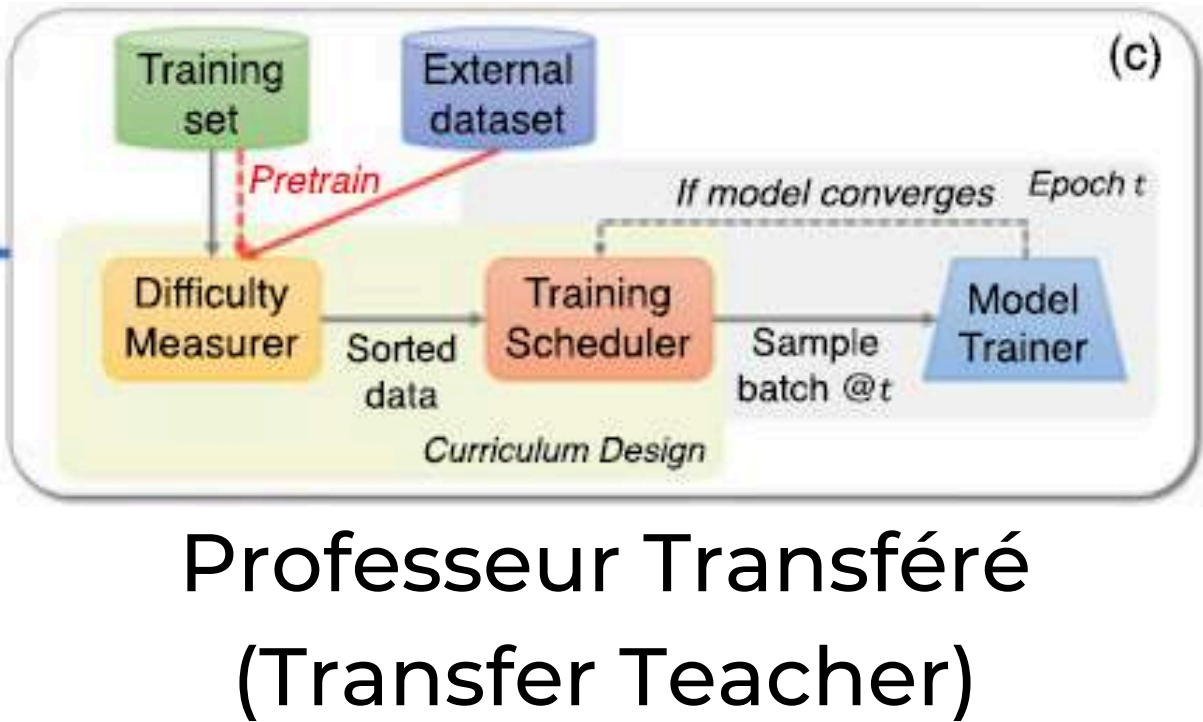 Training
set
External
dataset
(c)
Pretrain
If model converges
Epoch t
Difficulty
Measurer
Sorted
data
Training
Scheduler
Sample
batch @t
Model
Trainer
Curriculum Design
Professeur Transféré
(Transfer Teacher)